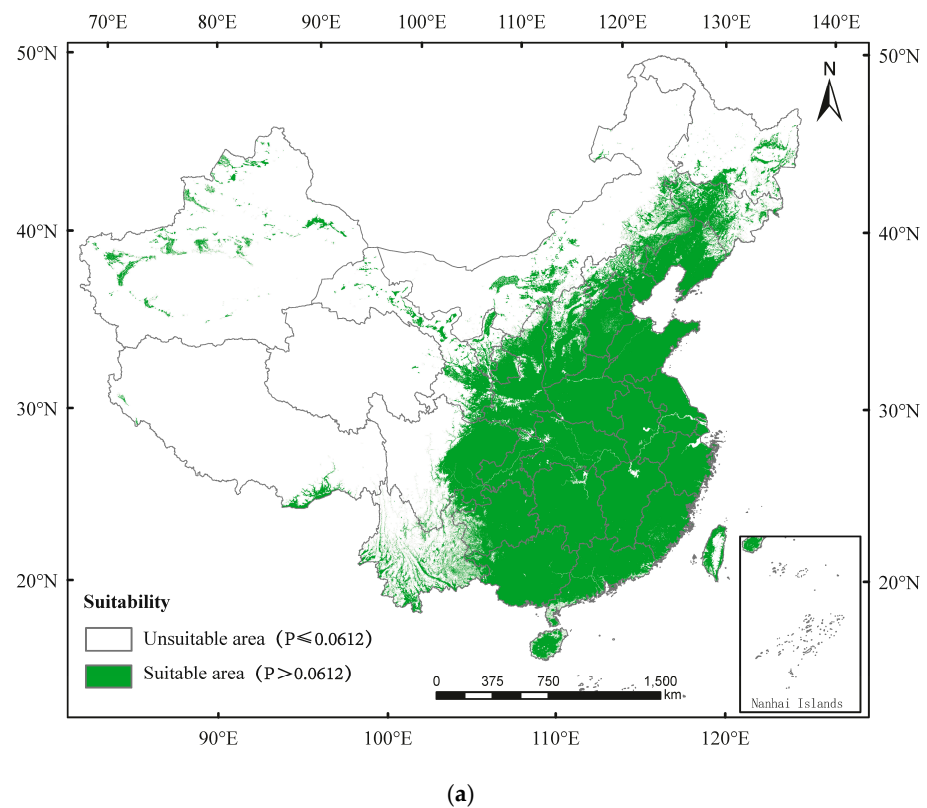 70°E 80°E 90°E 100°E 110°E 120°E 130°E 140°E
50°N 50°N
N
40°N 40°N
30°N 30°N
20°N 20°N
Suitability
Unsuitable area (P≤0.0612)
Suitable area (P>0.0612)
0 375 750 1,500
km
Nanhai Islands
90°E 100°E 110°E 120°E
(a)